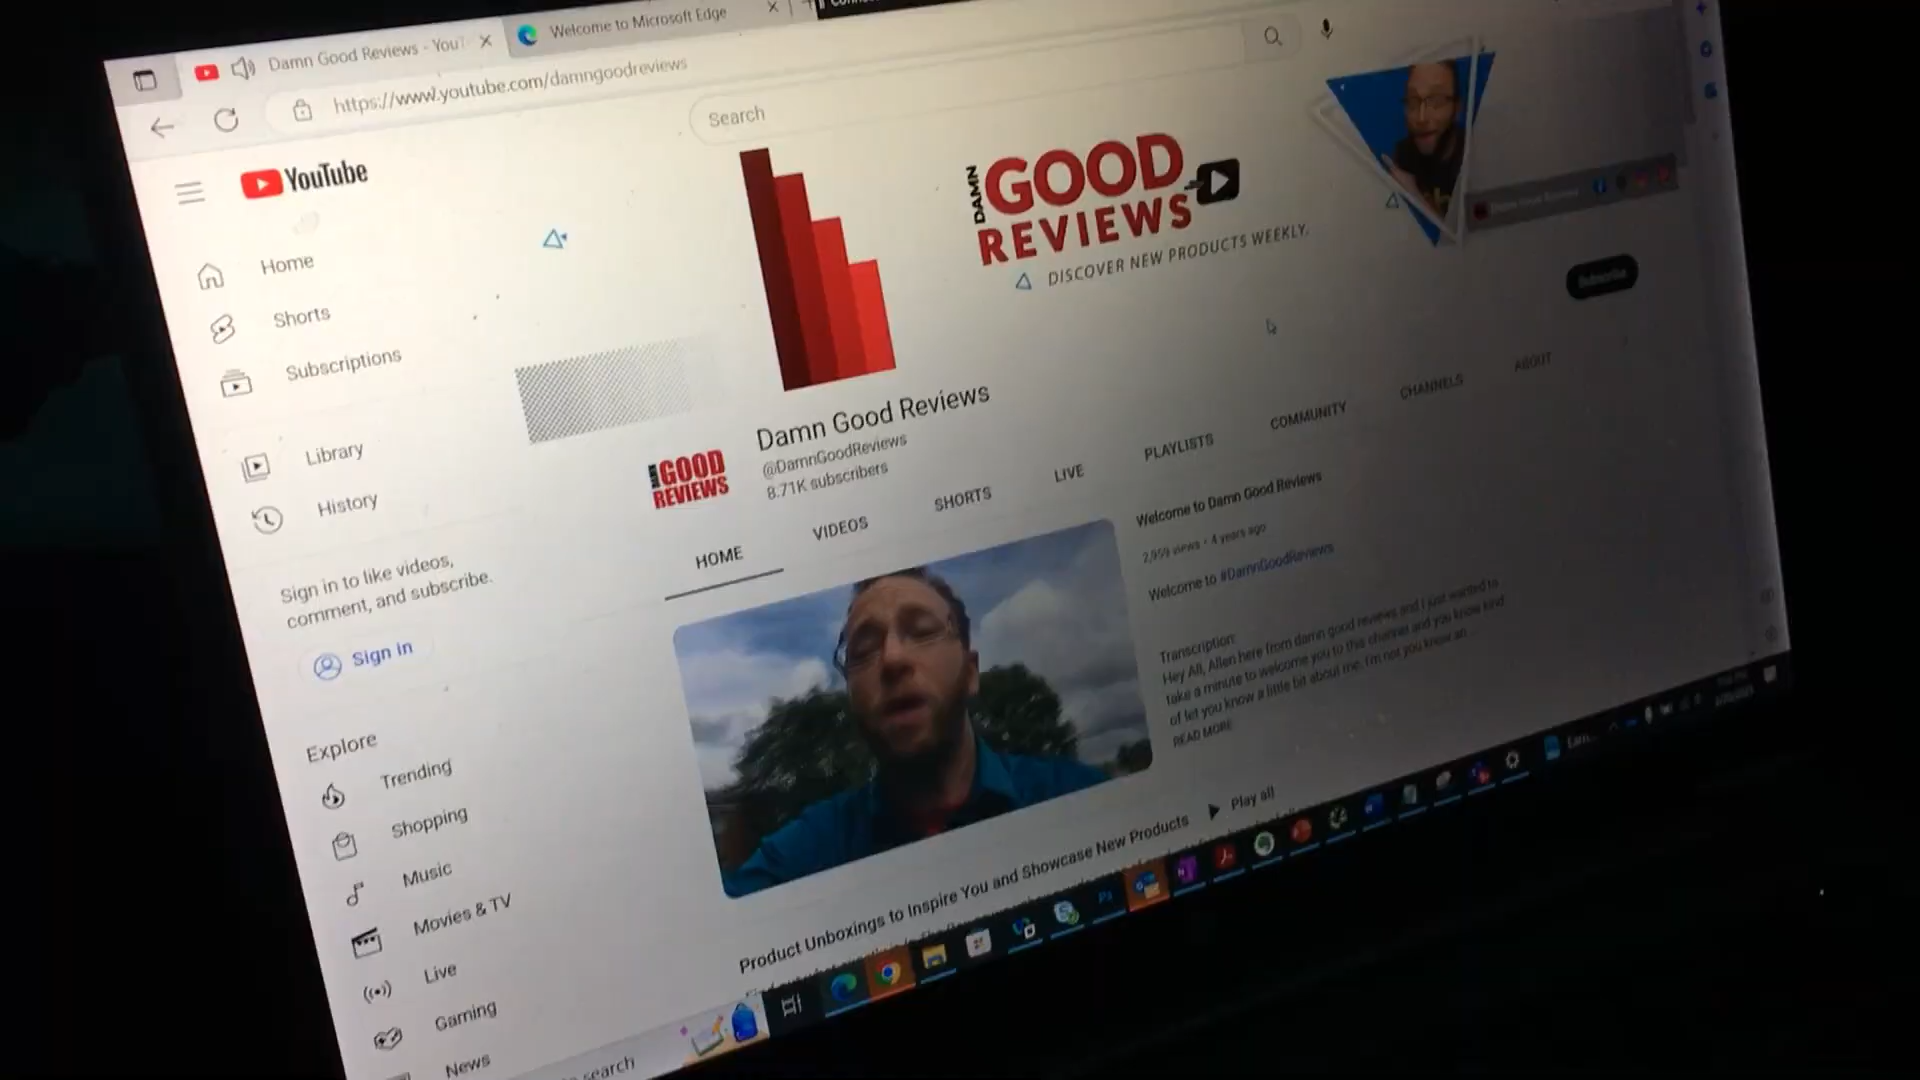 Damn Good Reviews - YouT
Welcome to Microsoft Edge
https://www.youtube.com/damngoodreviews
Search
YouTube
DAMN
GOOD
REVIEWS
DISCOVER NEW PRODUCTS WEEKLY.
Subscribe
Home
Shorts
Subscriptions
Library
History
Sign in to like videos,
comment, and subscribe.
Sign in
Explore
Trending
Shopping
Music
Movies & TV
Live
Gaming
News
GOOD
REVIEWS
Damn Good Reviews
@DamnGoodReviews
8.71K subscribers
HOME
VIDEOS
SHORTS
LIVE
PLAYLISTS
COMMUNITY
CHANNELS
ABOUT
Welcome to Damn Good Reviews
2,959 views • 4 years ago
Welcome to #DamnGoodReviews
Transcription:
Hey All, Allen here from damn good reviews and I just wanted to
take a minute to welcome you to this channel and you know kind
of let you know a little bit about me. I'm not you know an ...
READ MORE
Product Unboxings to Inspire You and Showcase New Products
Play all
search